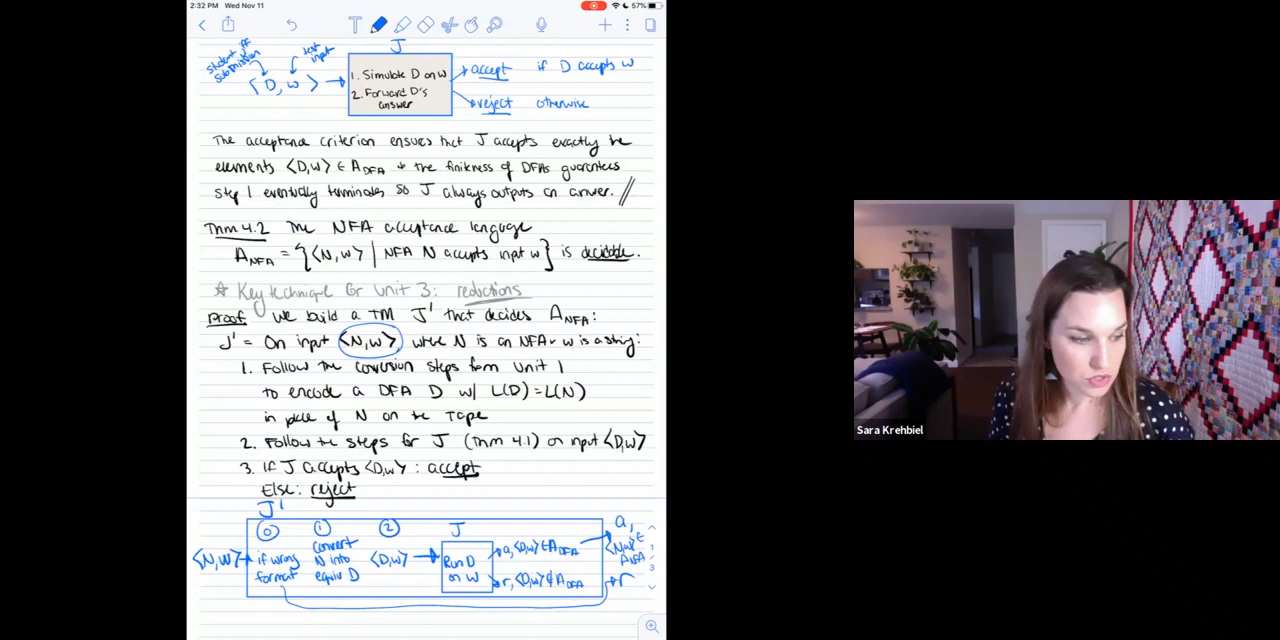 2:32 PM Wed Nov 11
57%
J
student pf submission
test input
⟨D, w⟩
1. Simulate D on w
2. Forward D's answer
accept if D accepts w
reject otherwise
The acceptance criterion ensures that J accepts exactly the
elements ⟨D,w⟩ ∈ A_DFA + the finiteness of DFAs guarantees
step 1 eventually terminates so J always outputs an answer. //
Thm 4.2 The NFA acceptance language
A_NFA = {⟨N,w⟩ | NFA N accepts input w} is decidable.
☆ Key technique for Unit 3: reductions
Proof We build a TM J' that decides A_NFA:
J' = On input ⟨N,w⟩, where N is an NFA + w is a string:
1. Follow the conversion steps from Unit 1
to encode a DFA D w/ L(D) = L(N)
in place of N on the tape
2. Follow the steps for J (Thm 4.1) on input ⟨D,w⟩
3. If J accepts ⟨D,w⟩: accept
Else: reject
J'
⟨N,w⟩
0 if wrong format
1 convert N into equiv D
2 ⟨D,w⟩
J
Run D on w
a, ⟨D,w⟩ ∈ A_DFA
r, ⟨D,w⟩ ∉ A_DFA
a, ⟨N,w⟩ ∈
r
1
3
Sara Krehbiel